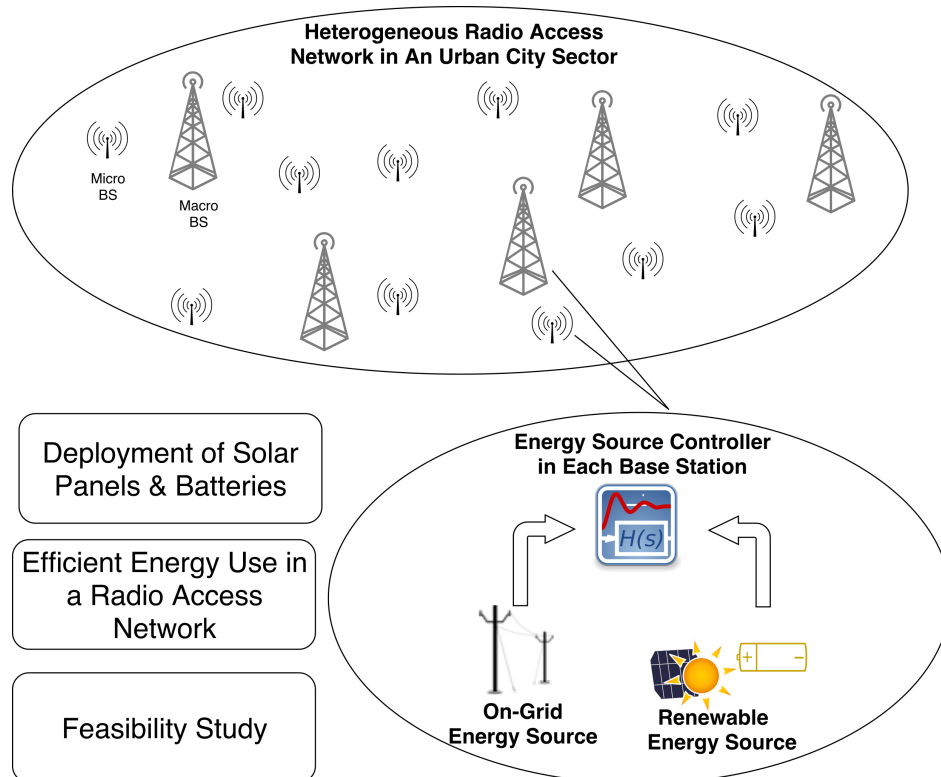 Heterogeneous Radio Access
Network in An Urban City Sector
Micro
BS
Macro
BS
Deployment of Solar
Panels & Batteries
Efficient Energy Use in
a Radio Access
Network
Feasibility Study
Energy Source Controller
in Each Base Station
H(s)
+ −
On-Grid
Energy Source
Renewable
Energy Source